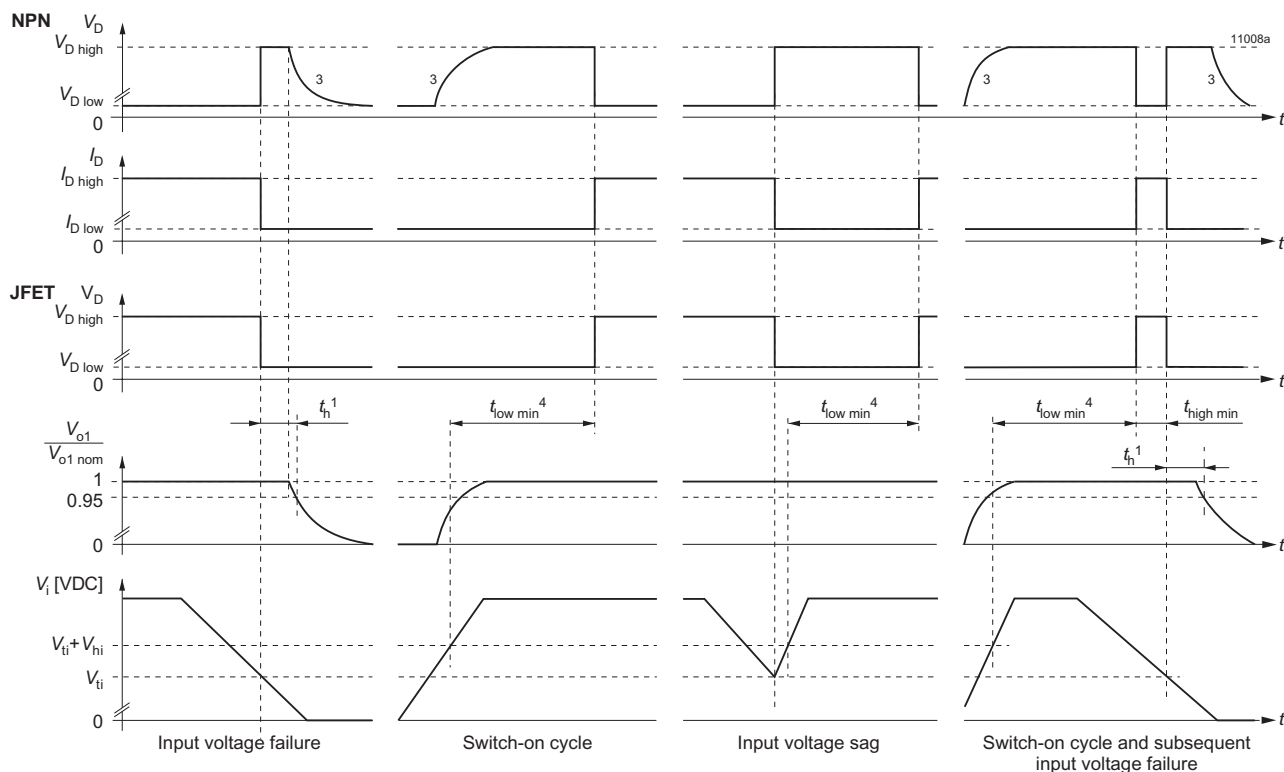 NPN
V_D
V_D high
3
3
3
3
11008a
V_D low
0
t
I_D
I_D high
I_D low
0
t
JFET V_D
V_D high
V_D low
0
t
t_h^1
t_low min^4
t_low min^4
t_low min^4
t_high min
V_o1
V_o1 nom
t_h^1
1
0.95
0
t
V_i [VDC]
V_ti + V_hi
V_ti
0
t
Input voltage failure
Switch-on cycle
Input voltage sag
Switch-on cycle and subsequent
input voltage failure